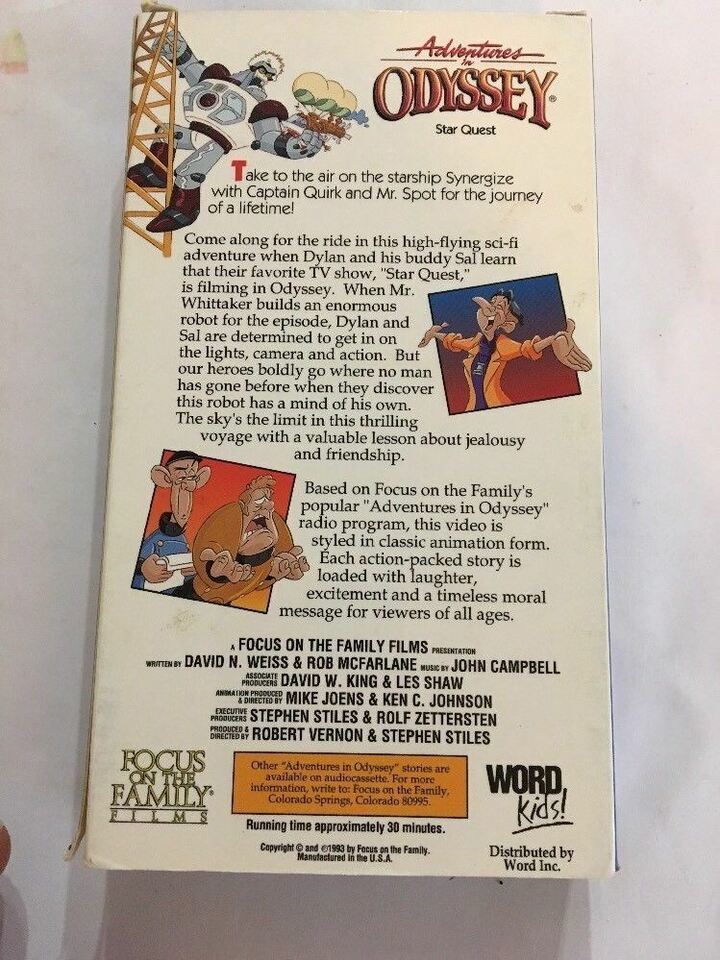 Adventures
in
ODYSSEY®
Star Quest
Take to the air on the starship Synergize
with Captain Quirk and Mr. Spot for the journey
of a lifetime!
Come along for the ride in this high-flying sci-fi
adventure when Dylan and his buddy Sal learn
that their favorite TV show, "Star Quest,"
is filming in Odyssey. When Mr.
Whittaker builds an enormous
robot for the episode, Dylan and
Sal are determined to get in on
the lights, camera and action. But
our heroes boldly go where no man
has gone before when they discover
this robot has a mind of his own.
The sky's the limit in this thrilling
voyage with a valuable lesson about jealousy
and friendship.
Based on Focus on the Family's
popular "Adventures in Odyssey"
radio program, this video is
styled in classic animation form.
Each action-packed story is
loaded with laughter,
excitement and a timeless moral
message for viewers of all ages.
A FOCUS ON THE FAMILY FILMS PRESENTATION
WRITTEN BY DAVID N. WEISS & ROB MCFARLANE MUSIC BY JOHN CAMPBELL
ASSOCIATE PRODUCERS DAVID W. KING & LES SHAW
ANIMATION PRODUCED & DIRECTED BY MIKE JOENS & KEN C. JOHNSON
EXECUTIVE PRODUCERS STEPHEN STILES & ROLF ZETTERSTEN
PRODUCED & DIRECTED BY ROBERT VERNON & STEPHEN STILES
FOCUS
ON THE
FAMILY®
FILMS
Other "Adventures in Odyssey" stories are
available on audiocassette. For more
information, write to: Focus on the Family,
Colorado Springs, Colorado 80995.
WORD
Kids!
Running time approximately 30 minutes.
Copyright © and ℗1993 by Focus on the Family.
Manufactured in the U.S.A.
Distributed by
Word Inc.